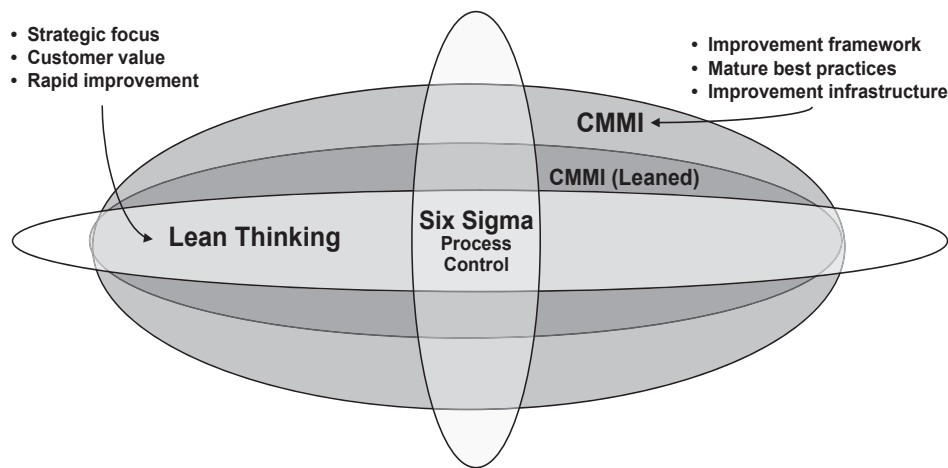 • Strategic focus
• Customer value
• Rapid improvement
• Improvement framework
• Mature best practices
• Improvement infrastructure
CMMI
CMMI (Leaned)
Lean Thinking
Six Sigma
Process
Control